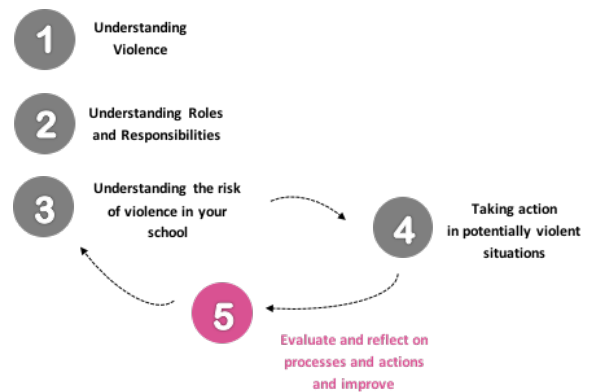 1
Understanding
Violence
2
Understanding Roles
and Responsibilities
3
Understanding the risk
of violence in your
school
4
Taking action
in potentially violent
situations
5
Evaluate and reflect on
processes and actions
and improve